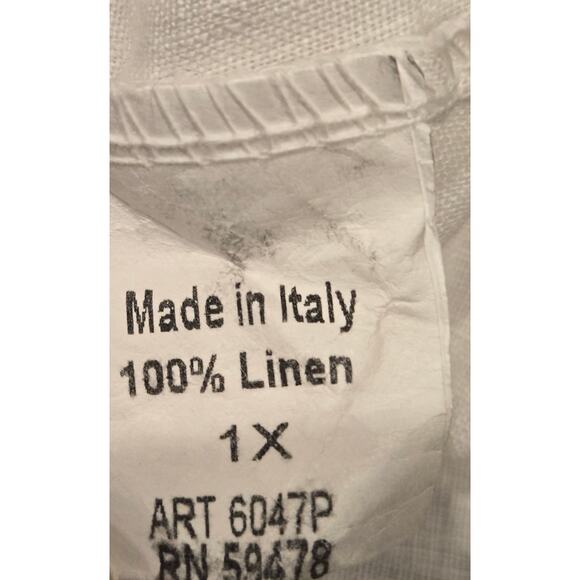 Made in Italy
100% Linen
1X
ART 6047P
RN 59478